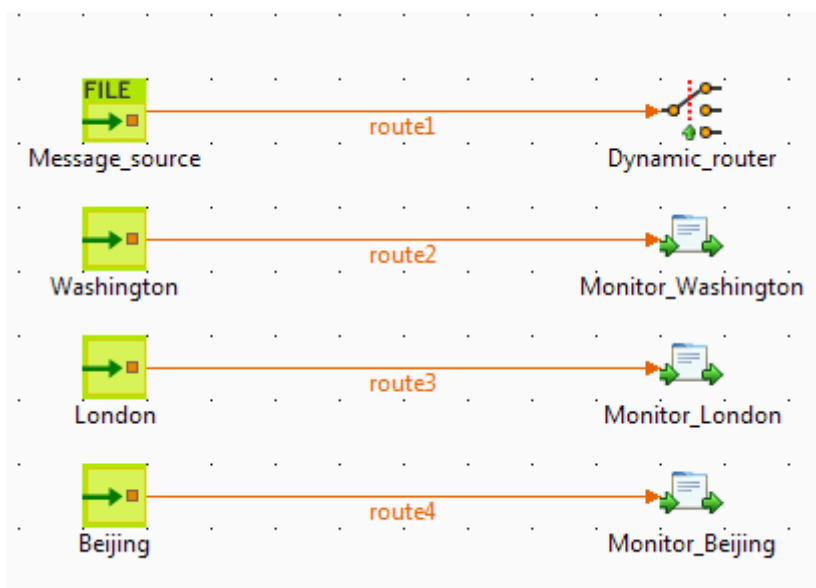 FILE
route1
Message_source
Dynamic_router
route2
Washington
Monitor_Washington
route3
London
Monitor_London
route4
Beijing
Monitor_Beijing